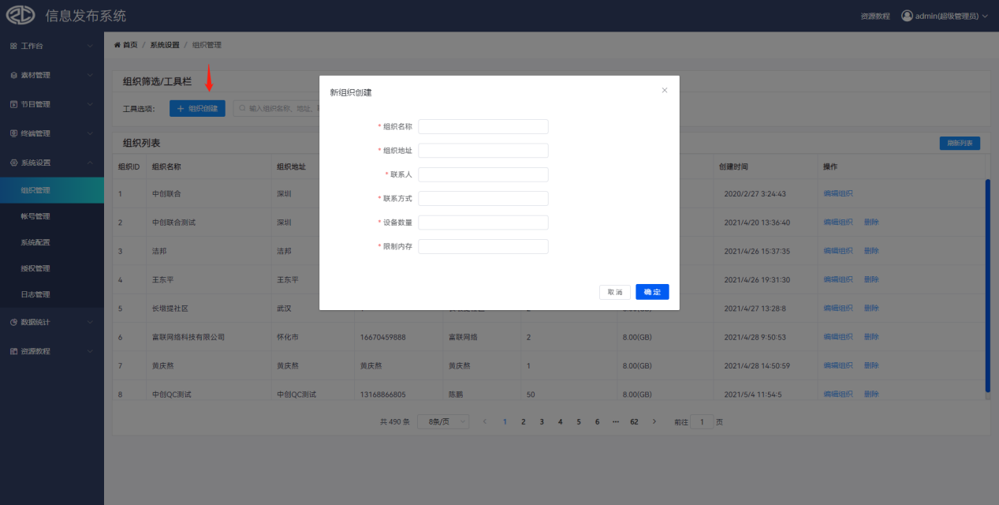 信息发布系统
资源教程 admin(超级管理员)
工作台
素材管理
节目管理
终端管理
系统设置
组织管理
帐号管理
系统配置
授权管理
日志管理
数据统计
资源教程
首页 / 系统设置 / 组织管理
组织筛选/工具栏
工具选项: + 组织创建 输入组织名称、地址、
组织列表 刷新列表
组织ID 组织名称 组织地址 创建时间 操作
1 中创联合 深圳 2020/2/27 3:24:43 编辑组织
2 中创联合测试 深圳 2021/4/20 13:36:40 编辑组织 删除
3 洁邦 洁邦 2021/4/26 15:37:35 编辑组织 删除
4 王东平 王东平 2021/4/26 19:31:30 编辑组织 删除
5 长墩提社区 武汉 2021/4/27 13:28:8 编辑组织 删除
6 富联网络科技有限公司 怀化市 16670459888 富联网络 2 8.00(GB) 2021/4/28 9:50:53 编辑组织 删除
7 黄庆熬 黄庆熬 黄庆熬 黄庆熬 1 8.00(GB) 2021/4/28 14:50:59 编辑组织 删除
8 中创QC测试 中创QC测试 13168866805 陈鹏 50 8.00(GB) 2021/5/4 11:54:5 编辑组织 删除
共 490 条 8条/页 1 2 3 4 5 6 ··· 62 前往 1 页
新组织创建
* 组织名称
* 组织地址
* 联系人
* 联系方式
* 设备数量
* 限制内存
取 消 确 定